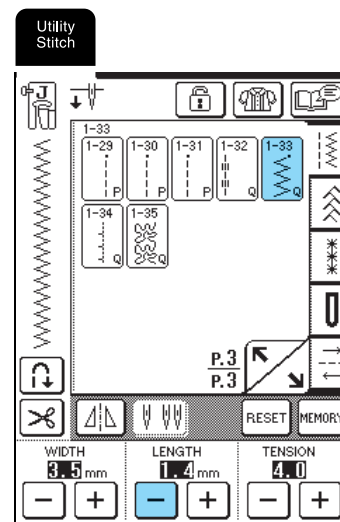 Utility
Stitch
J
1-33
1-29 1-30 1-31 1-32 1-33
P P P Q Q
1-34 1-35
Q Q
P.3
P.3
RESET MEMORY
WIDTH LENGTH TENSION
3.5 mm 1.4 mm 4.0
− + − + − +